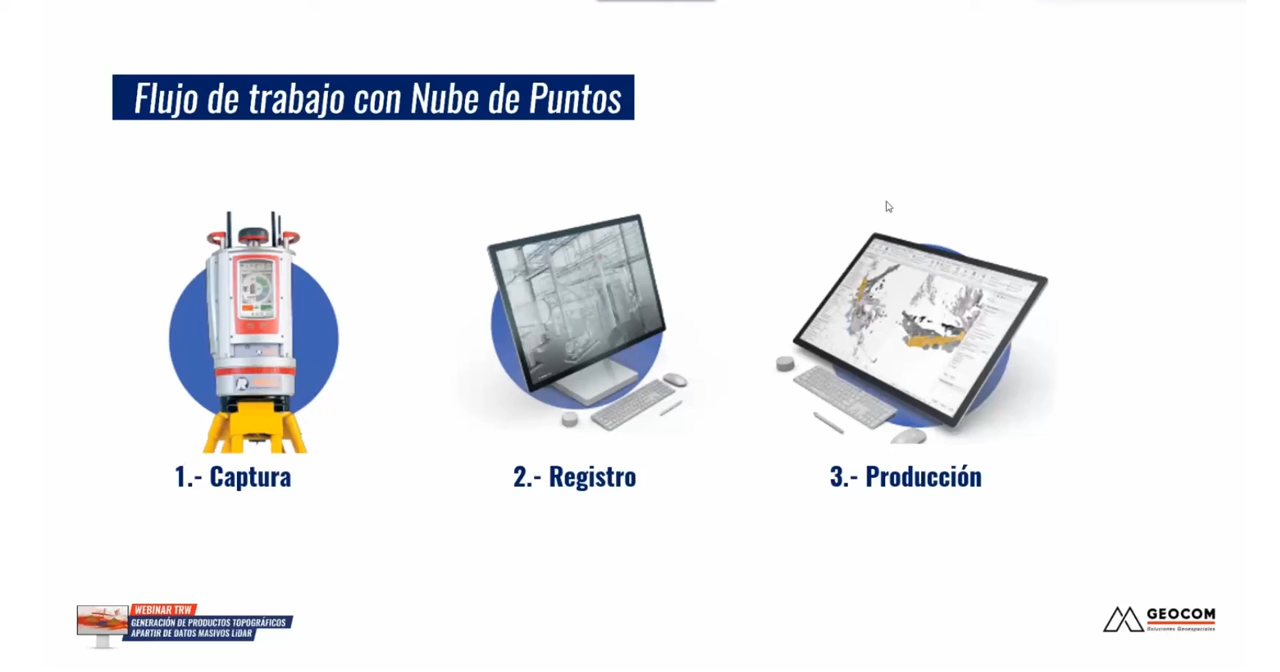 Flujo de trabajo con Nube de Puntos
1.- Captura
2.- Registro
3.- Producción
WEBINAR TRW
GENERACIÓN DE PRODUCTOS TOPOGRÁFICOS
APARTIR DE DATOS MASIVOS LiDAR
GEOCOM
Soluciones Geoespaciales